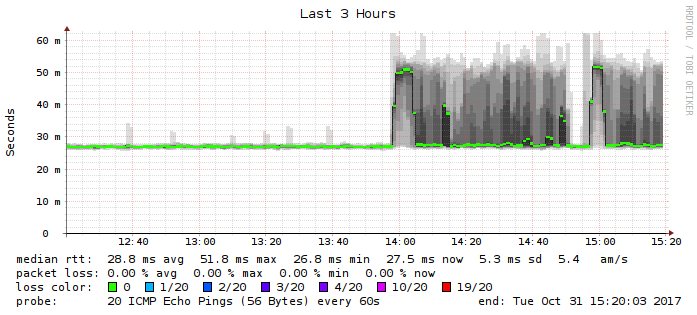 Last 3 Hours
RRDTOOL / TOBI OETIKER
Seconds
60 m
50 m
40 m
30 m
20 m
10 m
0
12:40 13:00 13:20 13:40 14:00 14:20 14:40 15:00 15:20
median rtt: 28.8 ms avg 51.8 ms max 26.8 ms min 27.5 ms now 5.3 ms sd 5.4 am/s
packet loss: 0.00 % avg 0.00 % max 0.00 % min 0.00 % now
loss color: 0 1/20 2/20 3/20 4/20 10/20 19/20
probe: 20 ICMP Echo Pings (56 Bytes) every 60s end: Tue Oct 31 15:20:03 2017